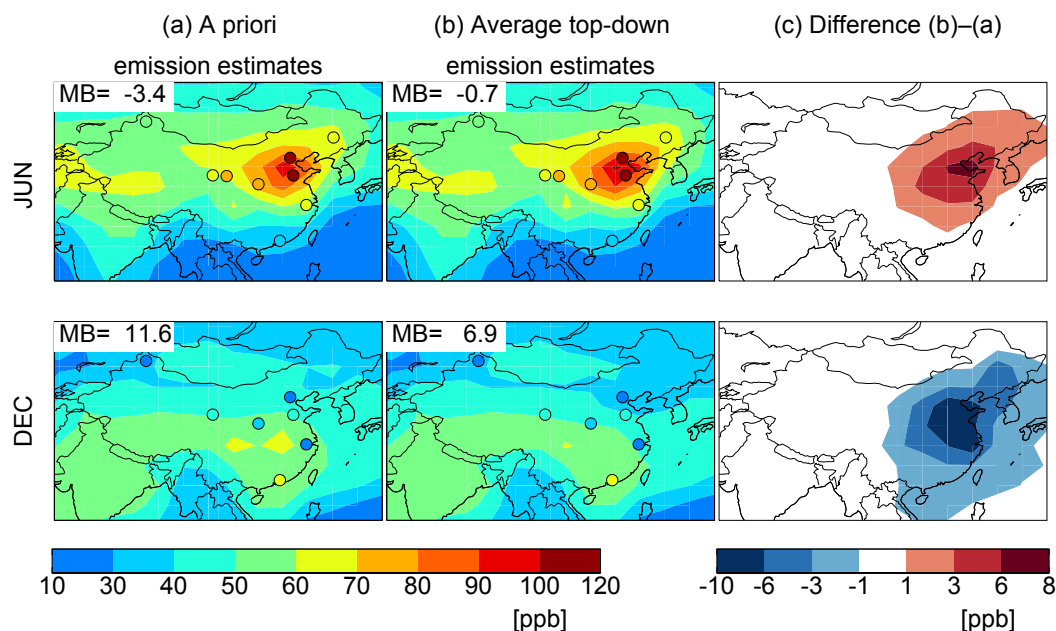 (a) A priori (b) Average top-down (c) Difference (b)–(a)
emission estimates emission estimates
MB= -3.4 MB= -0.7
JUN
MB= 11.6 MB= 6.9
DEC
10 30 40 50 60 70 80 90 100 120 -10 -6 -3 -1 1 3 6 8
[ppb] [ppb]